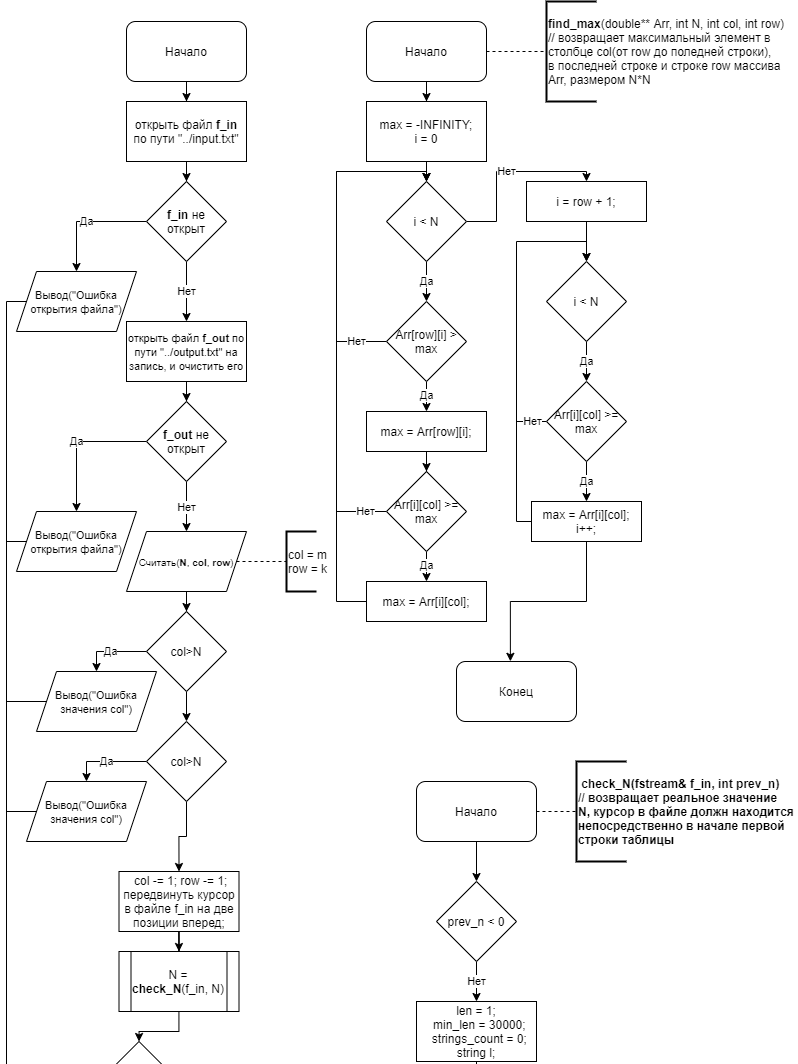 Начало
открыть файл f_in
по пути "../input.txt"
f_in не
открыт
Да
Вывод("Ошибка
открытия файла")
Нет
открыть файл f_out по
пути "../output.txt" на
запись, и очистить его
f_out не
открыт
Да
Вывод("Ошибка
открытия файла")
Нет
Считать(N, col, row)
col = m
row = k
col>N
Да
Вывод("Ошибка
значения col")
col>N
Да
Вывод("Ошибка
значения col")
col -= 1; row -= 1;
передвинуть курсор
в файле f_in на две
позиции вперед;
N =
check_N(f_in, N)
Начало
find_max(double** Arr, int N, int col, int row)
// возвращает максимальный элемент в
столбце col(от row до поледней строки),
в последней строке и строке row массива
Arr, размером N*N
max = -INFINITY;
i = 0
i < N
Нет
Да
Arr[row][i] >
max
Нет
Да
max = Arr[row][i];
Arr[i][col] >=
max
Нет
Да
max = Arr[i][col];
i = row + 1;
i < N
Да
Arr[i][col] >=
max
Нет
Да
max = Arr[i][col];
i++;
Конец
Начало
check_N(fstream& f_in, int prev_n)
// возвращает реальное значение
N, курсор в файле должн находится
непосредственно в начале первой
строки таблицы
prev_n < 0
Нет
len = 1;
min_len = 30000;
strings_count = 0;
string l;